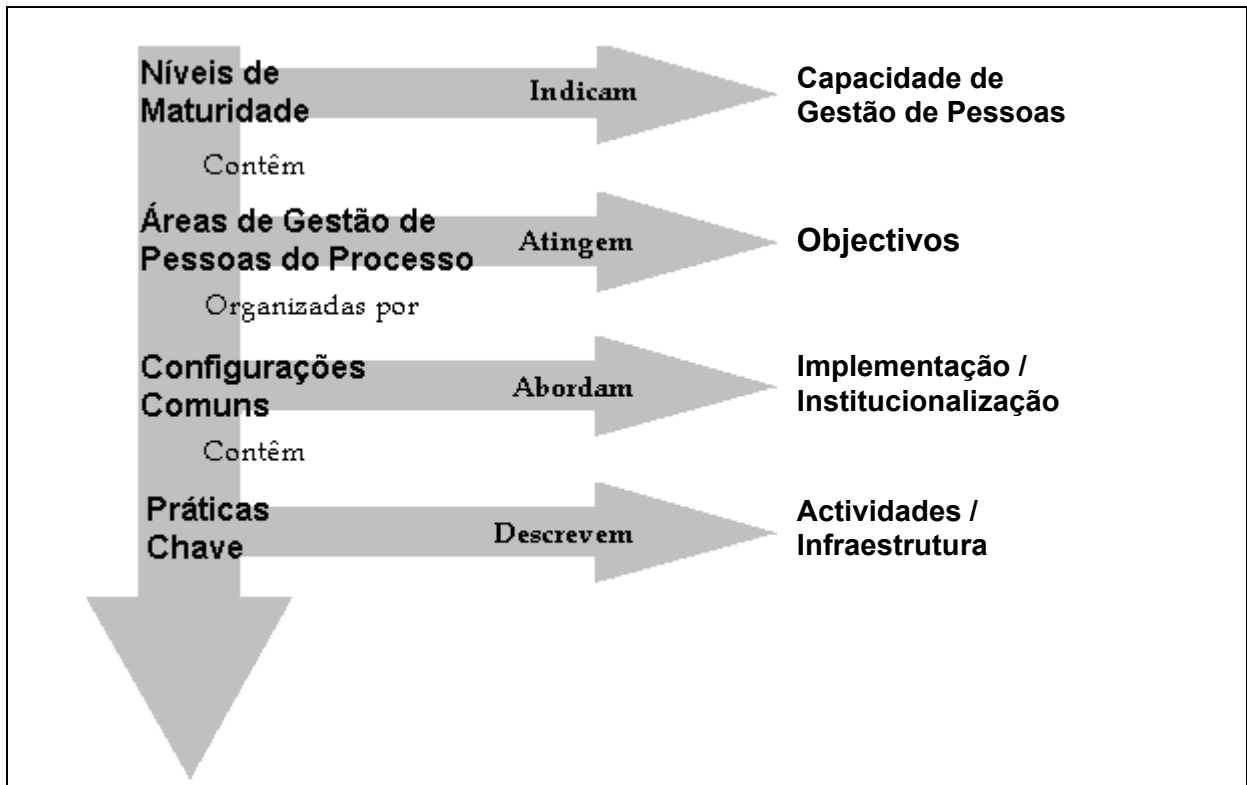 Níveis de
Maturidade
Indicam
Capacidade de
Gestão de Pessoas
Contêm
Áreas de Gestão de
Pessoas do Processo
Atingem
Objectivos
Organizadas por
Configurações
Comuns
Abordam
Implementação /
Institucionalização
Contêm
Práticas
Chave
Descrevem
Actividades /
Infraestrutura